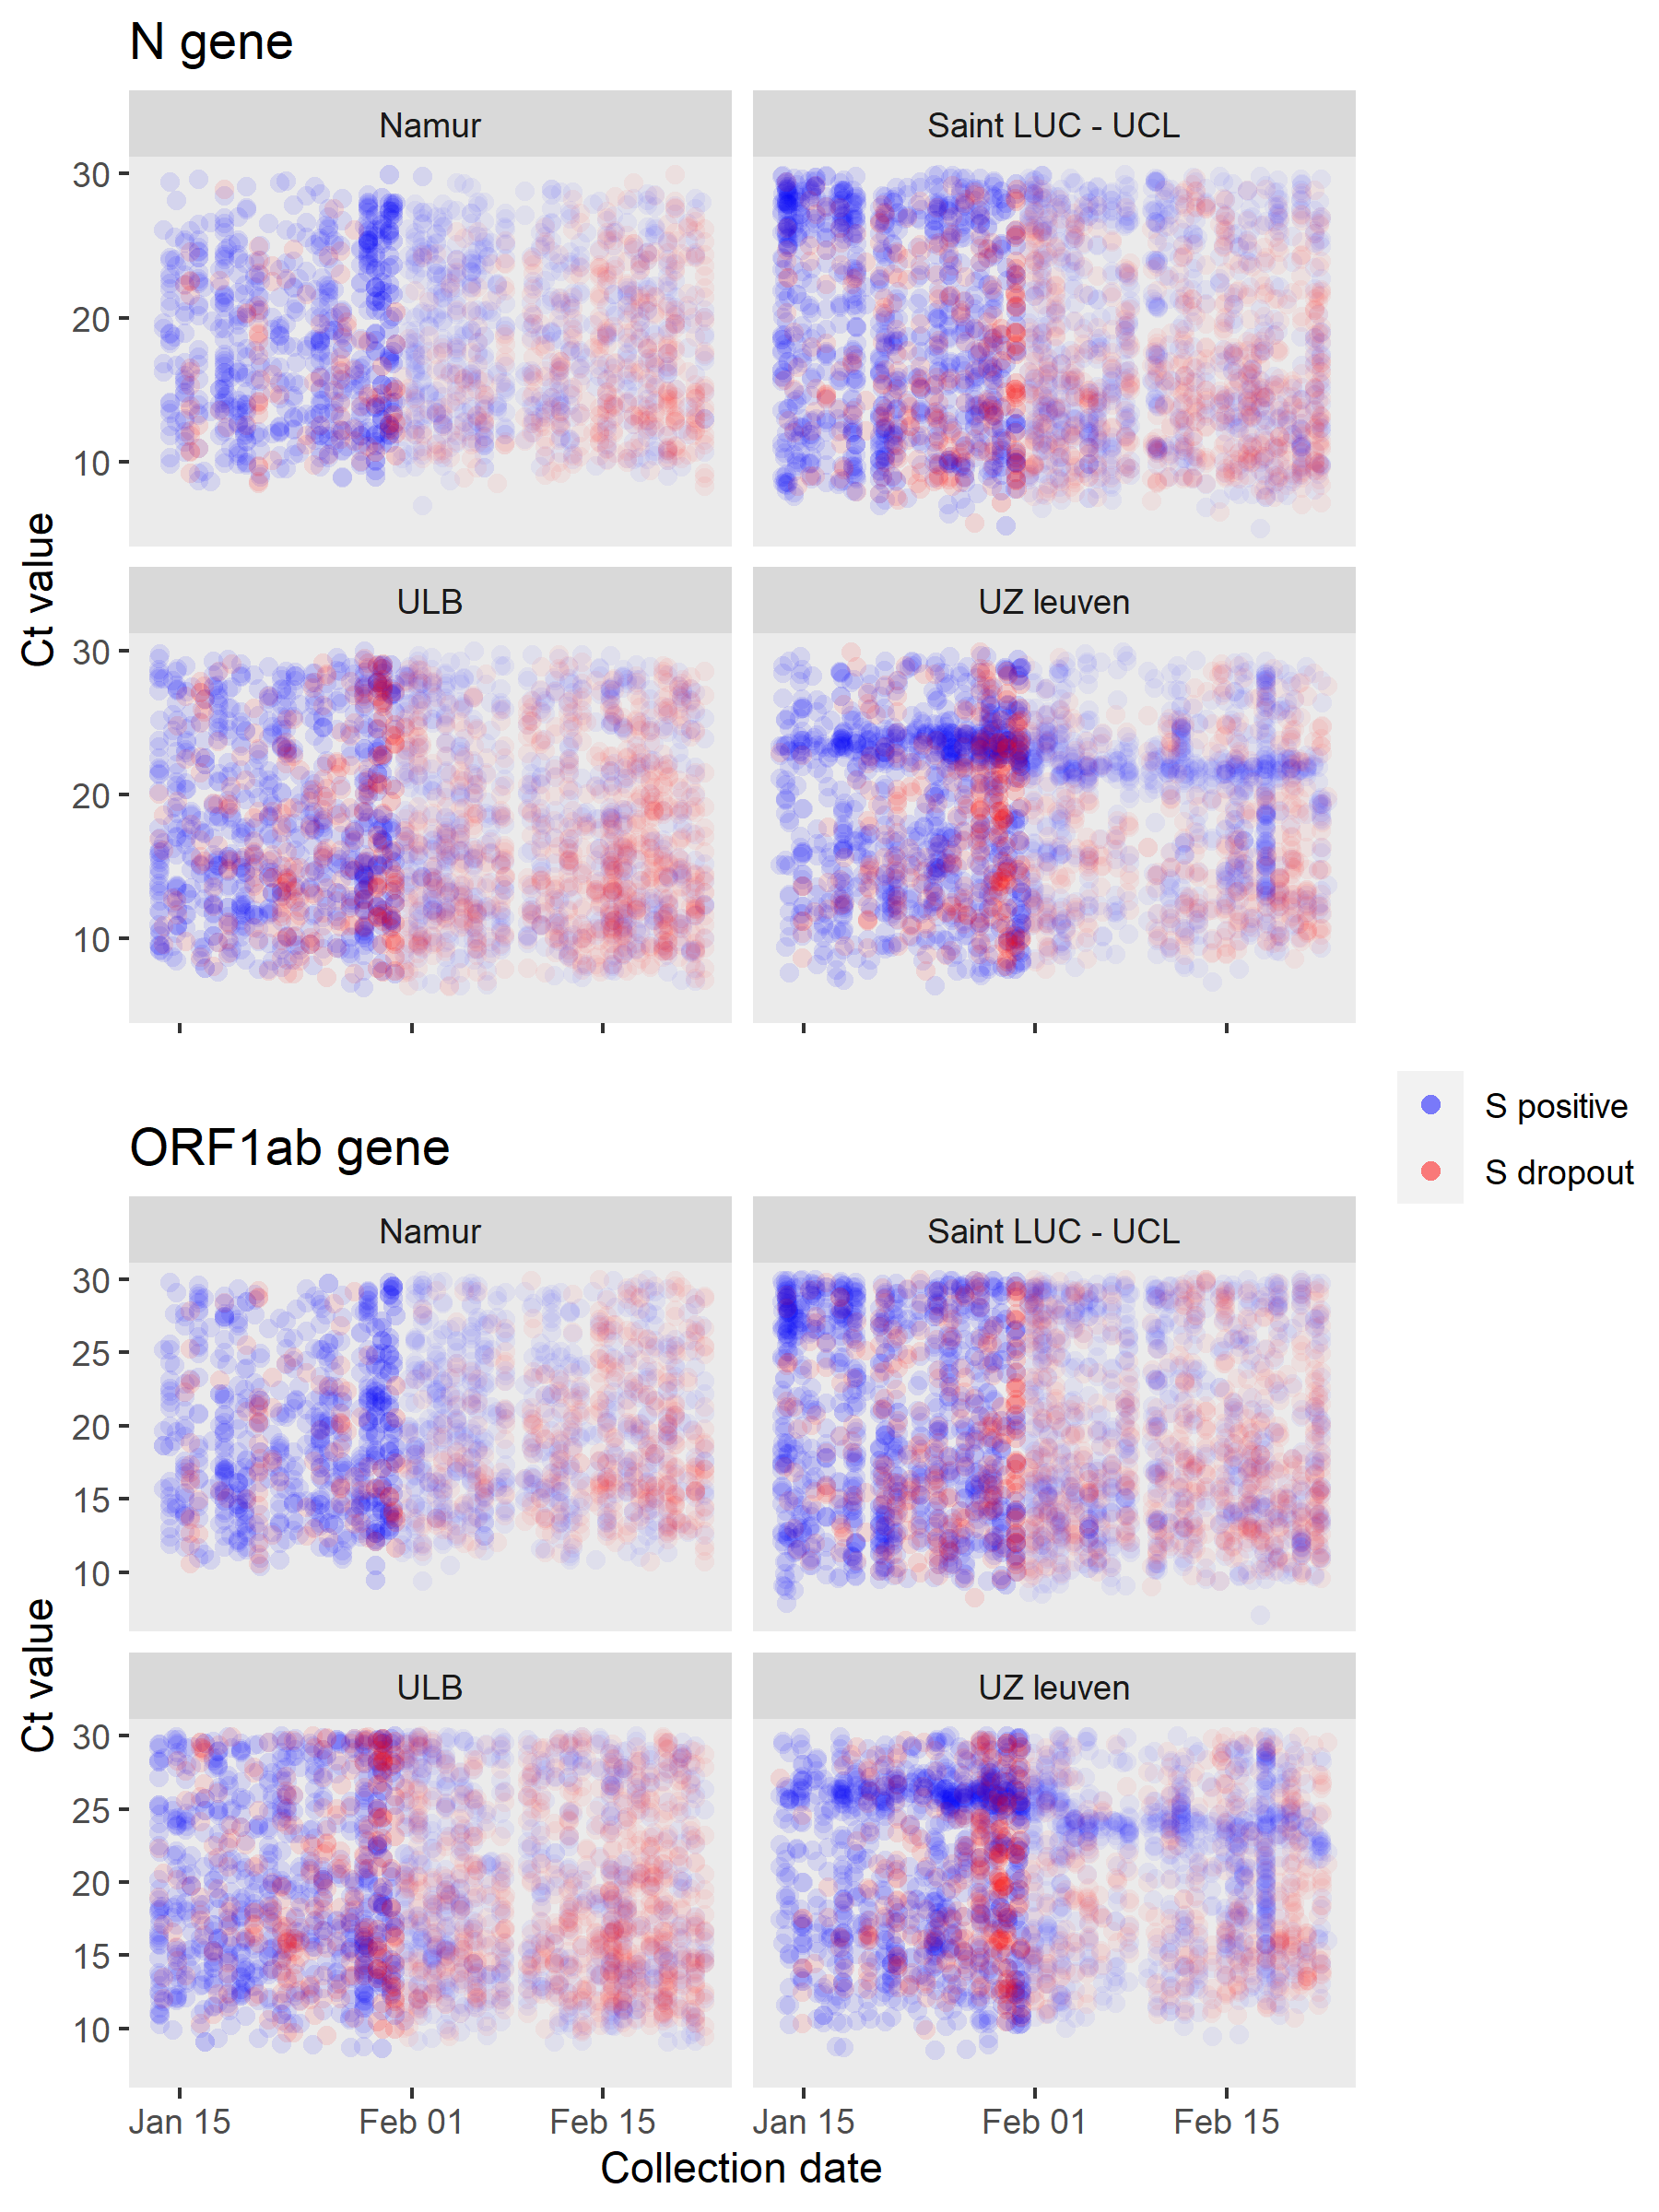 N gene
Namur
Saint LUC - UCL
30
20
10
ULB
UZ leuven
30
20
10
Ct value
S positive
S dropout
ORF1ab gene
Namur
Saint LUC - UCL
30
25
20
15
10
ULB
UZ leuven
30
25
20
15
10
Ct value
Jan 15
Feb 01
Feb 15
Jan 15
Feb 01
Feb 15
Collection date